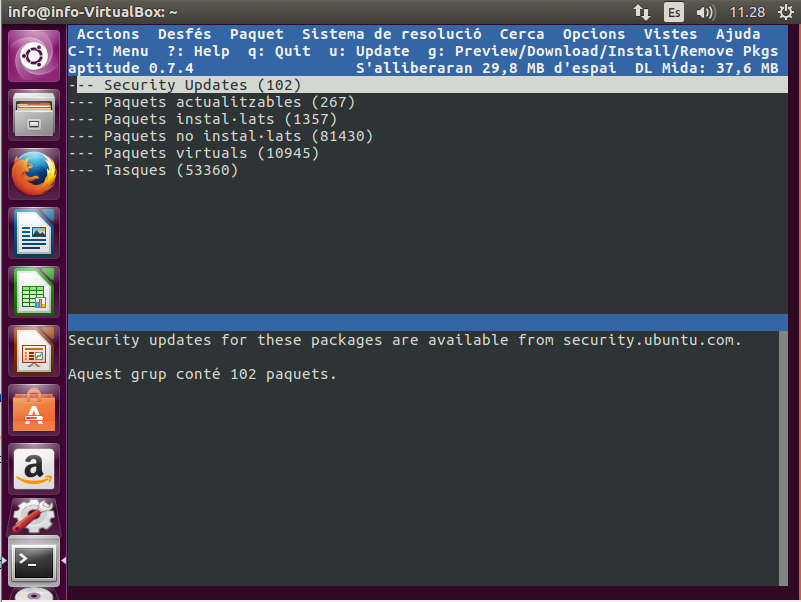 info@info-VirtualBox: ~
Es
11.28
Accions Desfés Paquet Sistema de resolució Cerca Opcions Vistes Ajuda
C-T: Menu ?: Help q: Quit u: Update g: Preview/Download/Install/Remove Pkgs
aptitude 0.7.4 S'alliberaran 29,8 MB d'espai DL Mida: 37,6 MB
--- Security Updates (102)
--- Paquets actualitzables (267)
--- Paquets instal·lats (1357)
--- Paquets no instal·lats (81430)
--- Paquets virtuals (10945)
--- Tasques (53360)
Security updates for these packages are available from security.ubuntu.com.
Aquest grup conté 102 paquets.